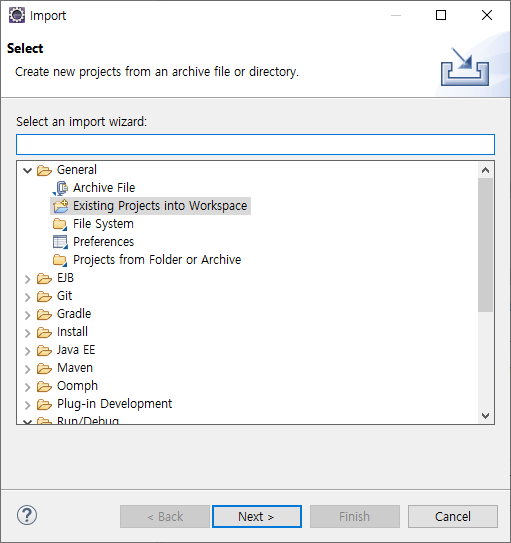 Import
Select
Create new projects from an archive file or directory.
Select an import wizard:
General
Archive File
Existing Projects into Workspace
File System
Preferences
Projects from Folder or Archive
EJB
Git
Gradle
Install
Java EE
Maven
Oomph
Plug-in Development
Run/Debug
?
< Back
Next >
Finish
Cancel